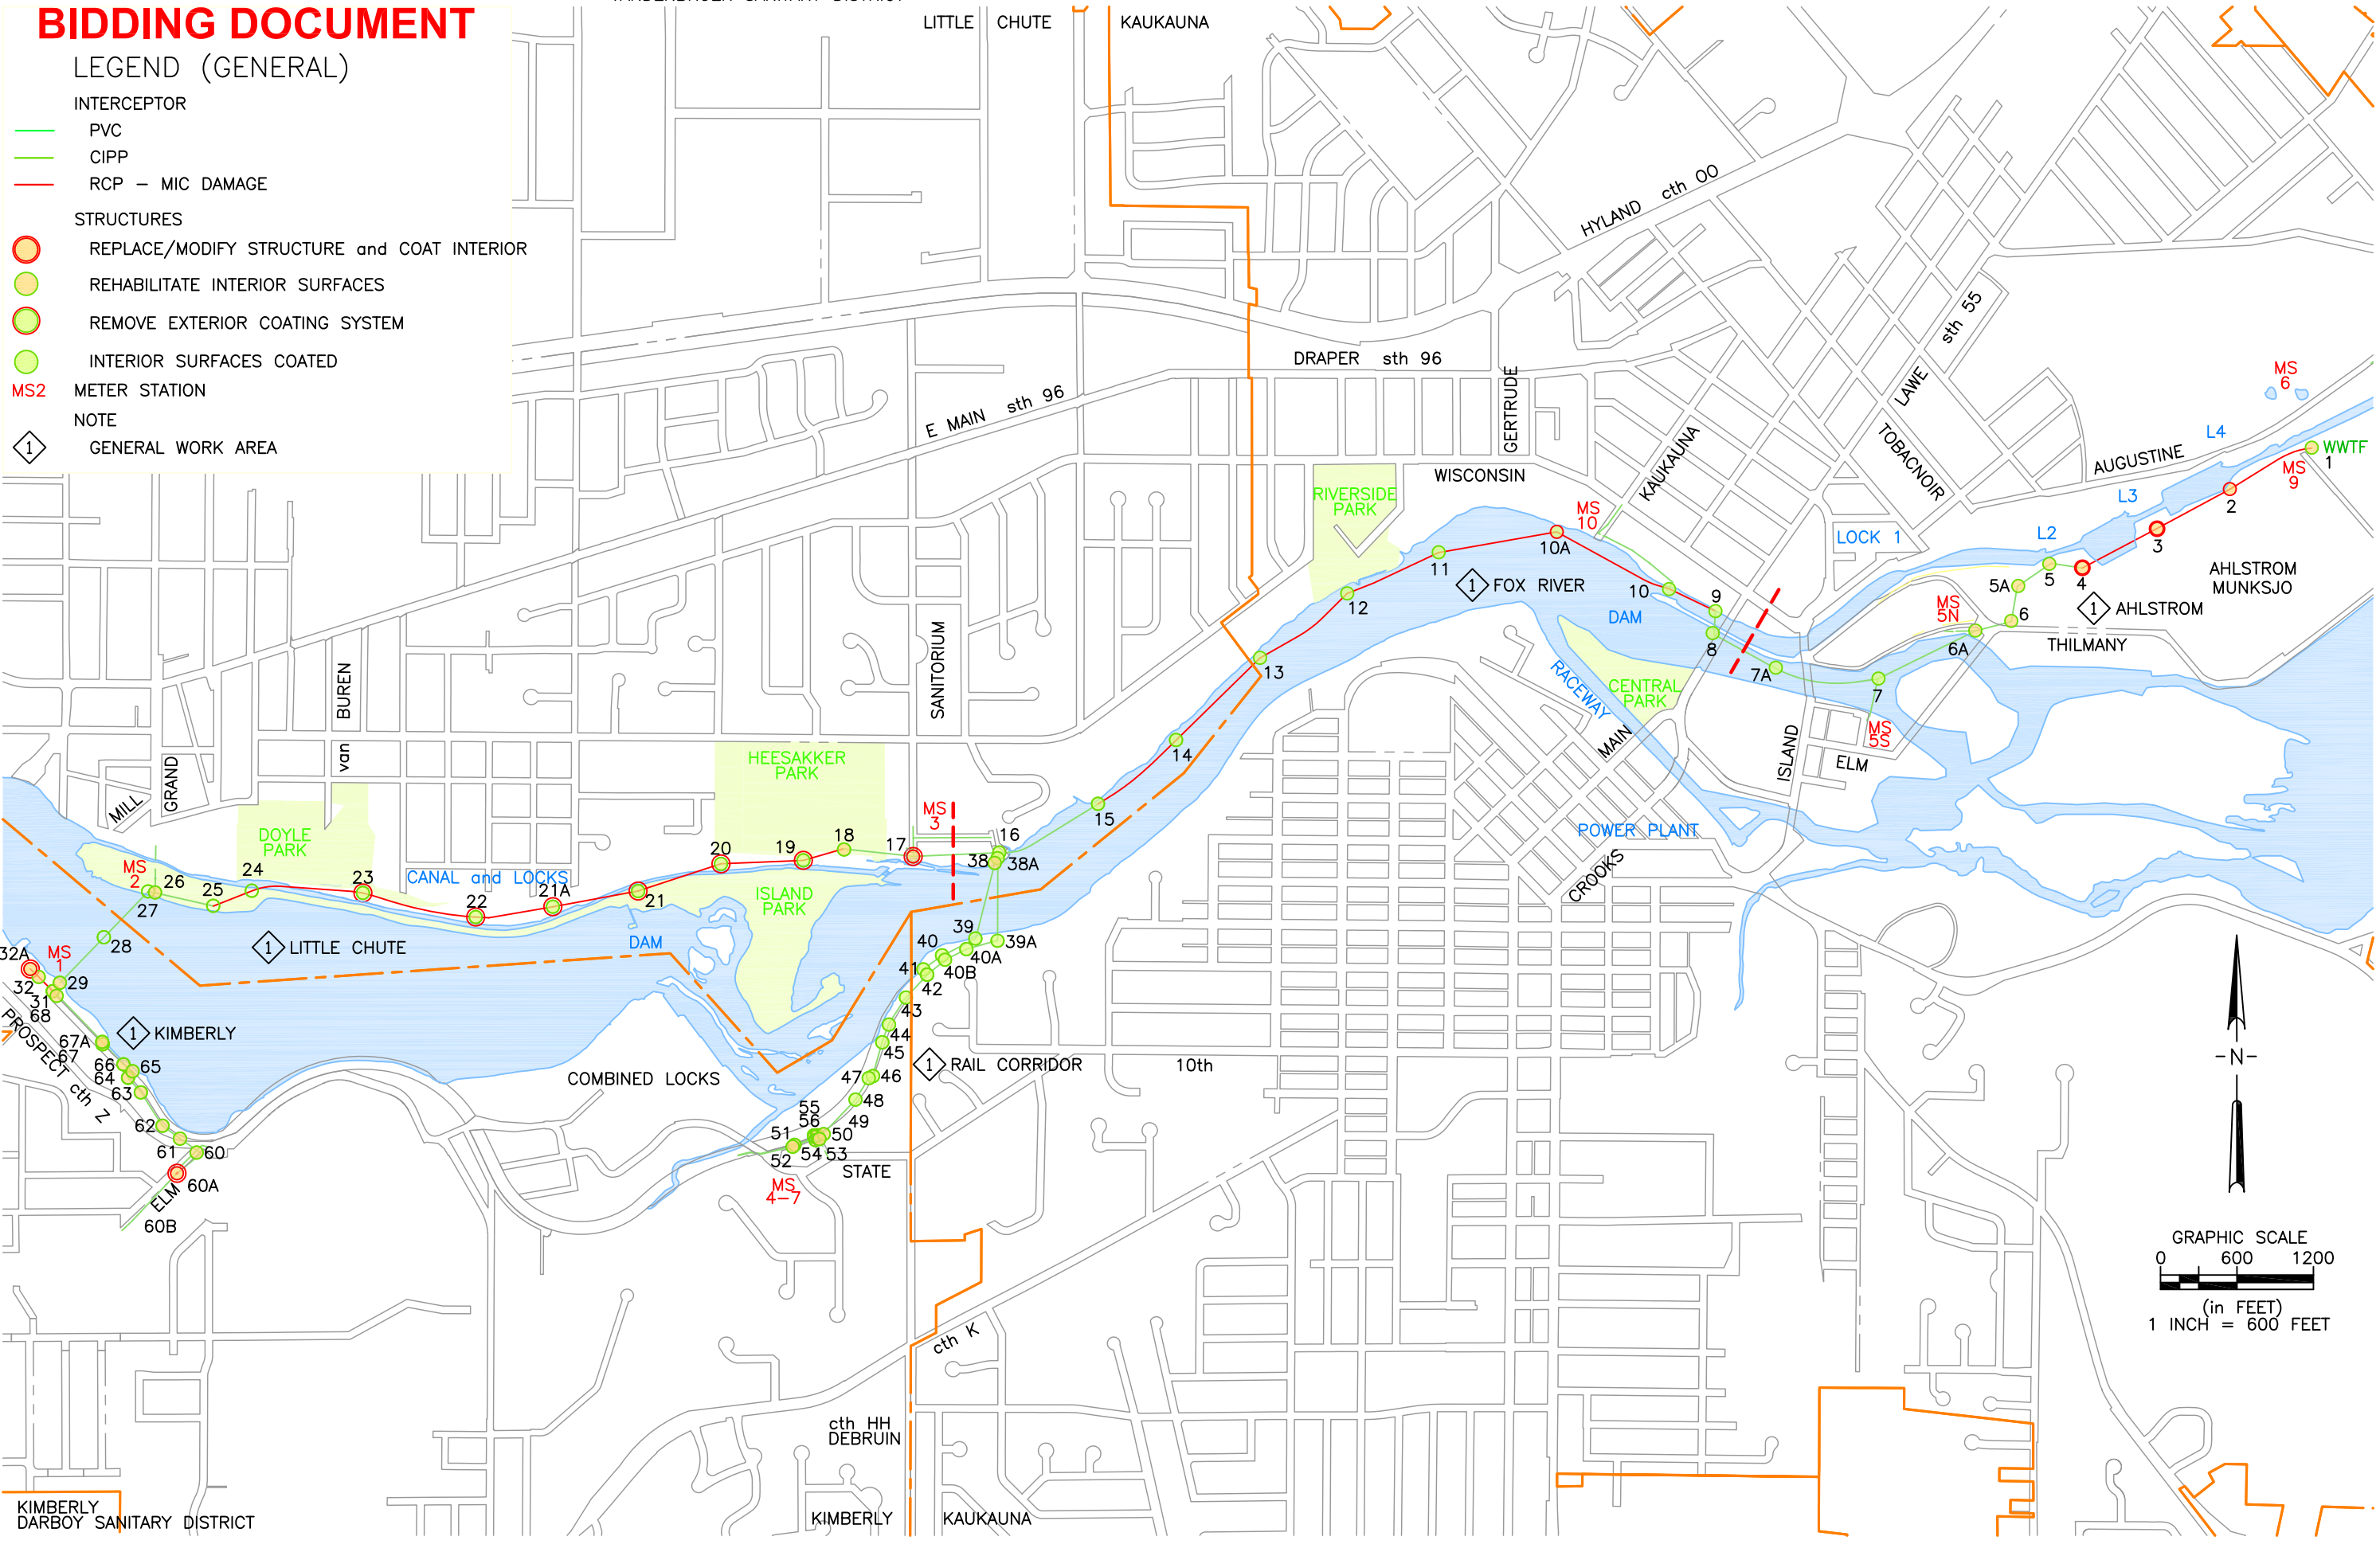 BIDDING DOCUMENT
LEGEND (GENERAL)
INTERCEPTOR
PVC
CIPP
RCP – MIC DAMAGE
STRUCTURES
REPLACE/MODIFY STRUCTURE and COAT INTERIOR
REHABILITATE INTERIOR SURFACES
REMOVE EXTERIOR COATING SYSTEM
INTERIOR SURFACES COATED
MS2 METER STATION
NOTE
1 GENERAL WORK AREA
LITTLE CHUTE
KAUKAUNA
HYLAND cth OO
DRAPER sth 96
E MAIN sth 96
GERTRUDE
WISCONSIN
KAUKAUNA
LAWE
sth 55
TOBACNOIR
AUGUSTINE
MS
6
L4
L3
L2
LOCK 1
WWTF
1
MS
9
2
3
4
5
5A
6
6A
MS
5N
AHLSTROM
MUNKSJO
1 AHLSTROM
THILMANY
7
7A
MS
5S
8
9
10
MS
10
10A
11
12
13
14
15
RIVERSIDE
PARK
1 FOX RIVER
DAM
RACEWAY
CENTRAL
PARK
MAIN
ISLAND
ELM
POWER PLANT
CROOKS
SANITORIUM
van
BUREN
GRAND
MILL
HEESAKKER
PARK
DOYLE
PARK
ISLAND
PARK
CANAL and LOCKS
MS
3
16
17
18
19
20
21
21A
22
23
24
25
26
27
28
29
MS
2
MS
1
1 LITTLE CHUTE
DAM
31
32
32A
38
38A
39
39A
40
40A
40B
41
42
43
44
45
46
47
48
49
50
51
52
53
54
55
56
MS
4–7
STATE
1 RAIL CORRIDOR
10th
COMBINED LOCKS
1 KIMBERLY
PROSPECT cth Z
68
67A
67
66
65
64
63
62
61
60
60A
60B
ELM
cth K
cth HH
DEBRUIN
KIMBERLY
KAUKAUNA
KIMBERLY
DARBOY SANITARY DISTRICT
–N–
GRAPHIC SCALE
0 600 1200
(in FEET)
1 INCH = 600 FEET